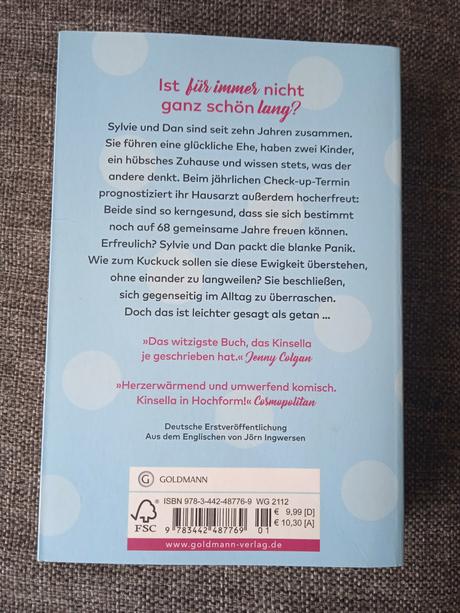 Ist für immer nicht
ganz schön lang?
Sylvie und Dan sind seit zehn Jahren zusammen.
Sie führen eine glückliche Ehe, haben zwei Kinder,
ein hübsches Zuhause und wissen stets, was der
andere denkt. Beim jährlichen Check-up-Termin
prognostiziert ihr Hausarzt außerdem hocherfreut:
Beide sind so kerngesund, dass sie sich bestimmt
noch auf 68 gemeinsame Jahre freuen können.
Erfreulich? Sylvie und Dan packt die blanke Panik.
Wie zum Kuckuck sollen sie diese Ewigkeit überstehen,
ohne einander zu langweilen? Sie beschließen,
sich gegenseitig im Alltag zu überraschen.
Doch das ist leichter gesagt als getan ...
»Das witzigste Buch, das Kinsella
je geschrieben hat.« Jenny Colgan
»Herzerwärmend und umwerfend komisch.
Kinsella in Hochform!« Cosmopolitan
Deutsche Erstveröffentlichung
Aus dem Englischen von Jörn Ingwersen
G GOLDMANN
ISBN 978-3-442-48776-9 WG 2112
€ 9,99 [D]
€ 10,30 [A]
FSC
9 783442 487769 01
www.goldmann-verlag.de